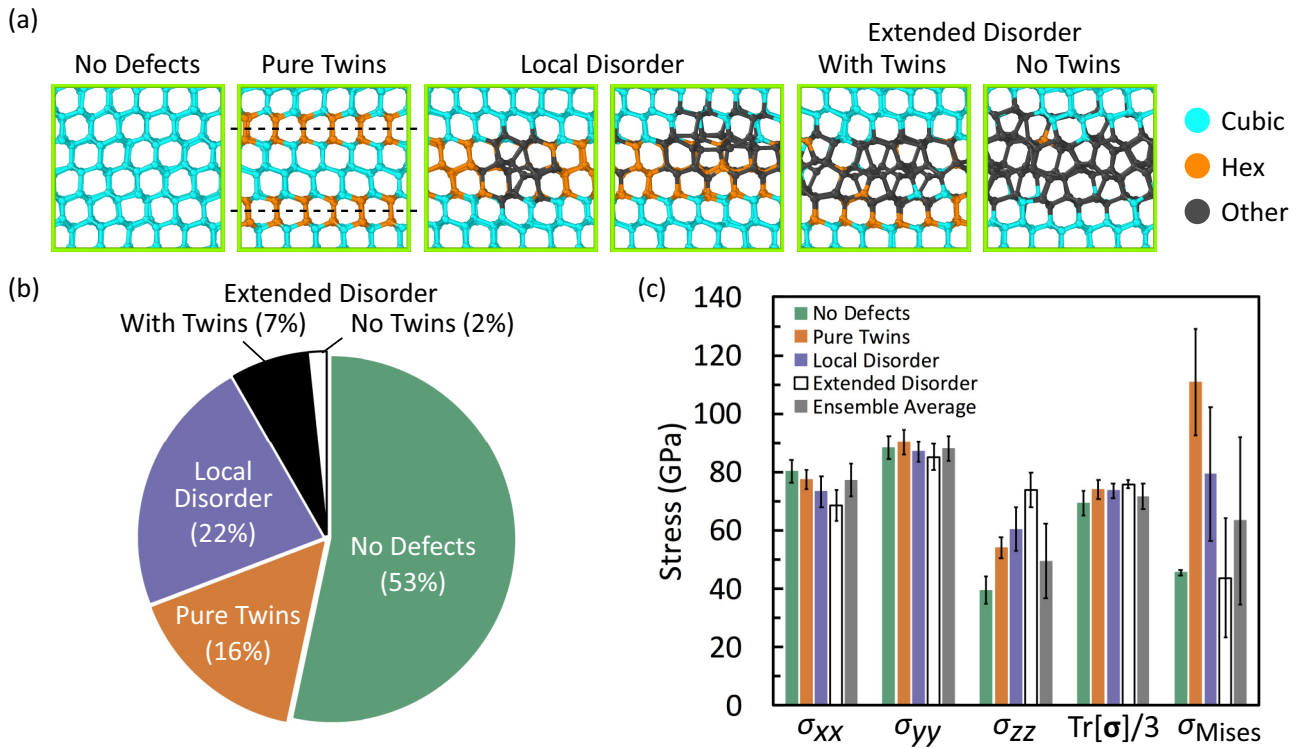 (a)
Extended Disorder
No Defects
Pure Twins
Local Disorder
With Twins
No Twins
Cubic
Hex
Other
(b)
Extended Disorder
With Twins (7%)
No Twins (2%)
Local
Disorder
(22%)
No Defects
(53%)
Pure Twins
(16%)
(c)
Stress (GPa)
140
120
100
80
60
40
20
0
No Defects
Pure Twins
Local Disorder
Extended Disorder
Ensemble Average
σxx
σyy
σzz
Tr[σ]/3
σMises